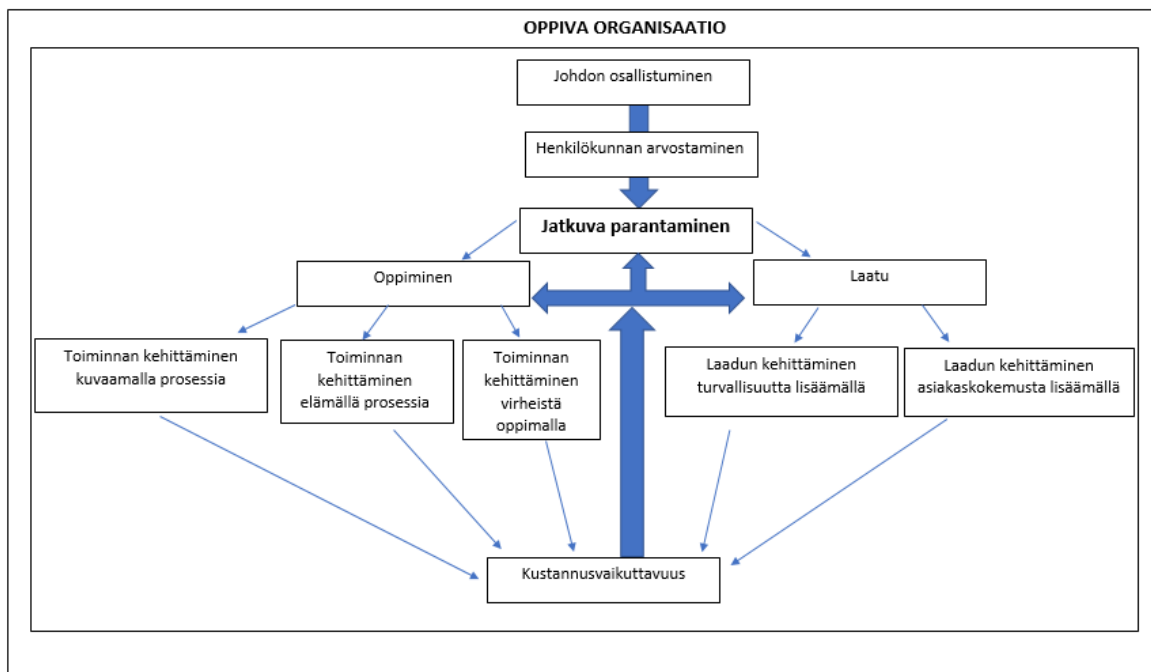 OPPIVA ORGANISAATIO
Johdon osallistuminen
Henkilökunnan arvostaminen
Jatkuva parantaminen
Oppiminen
Laatu
Toiminnan kehittäminen
kuvaamalla prosessia
Toiminnan
kehittäminen
elämällä prosessia
Toiminnan
kehittäminen
virheistä
oppimalla
Laadun kehittäminen
turvallisuutta lisäämällä
Laadun kehittäminen
asiakaskokemusta lisäämällä
Kustannusvaikuttavuus